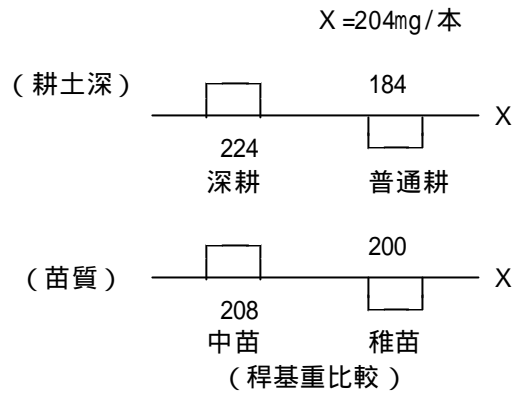 X =204mg/本
(耕土深)
184
X
224
深耕 普通耕
200
(苗質)
X
208
中苗 稚苗
(稈基重比較)